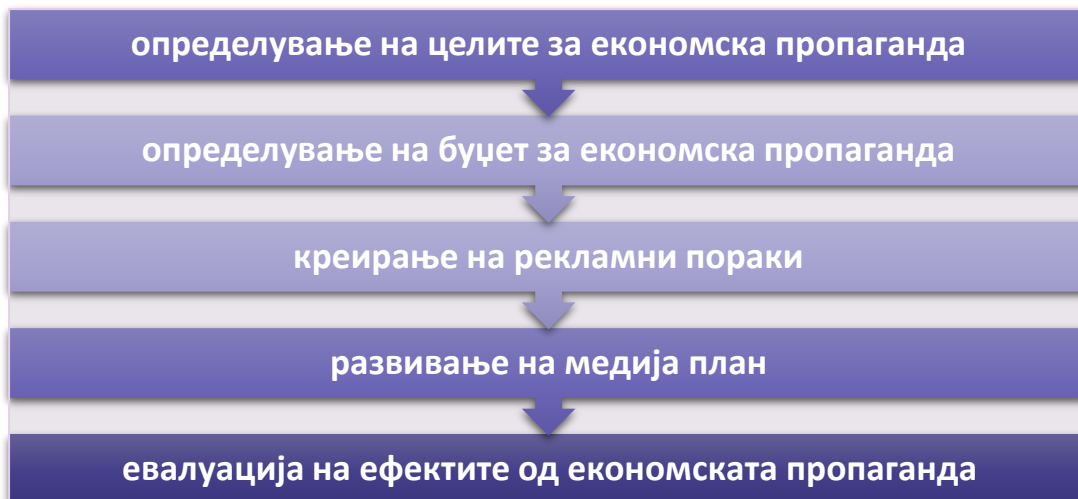 определување на целите за економска пропаганда
определување на буџет за економска пропаганда
креирање на рекламни пораки
развивање на медија план
евалуација на ефектите од економската пропаганда